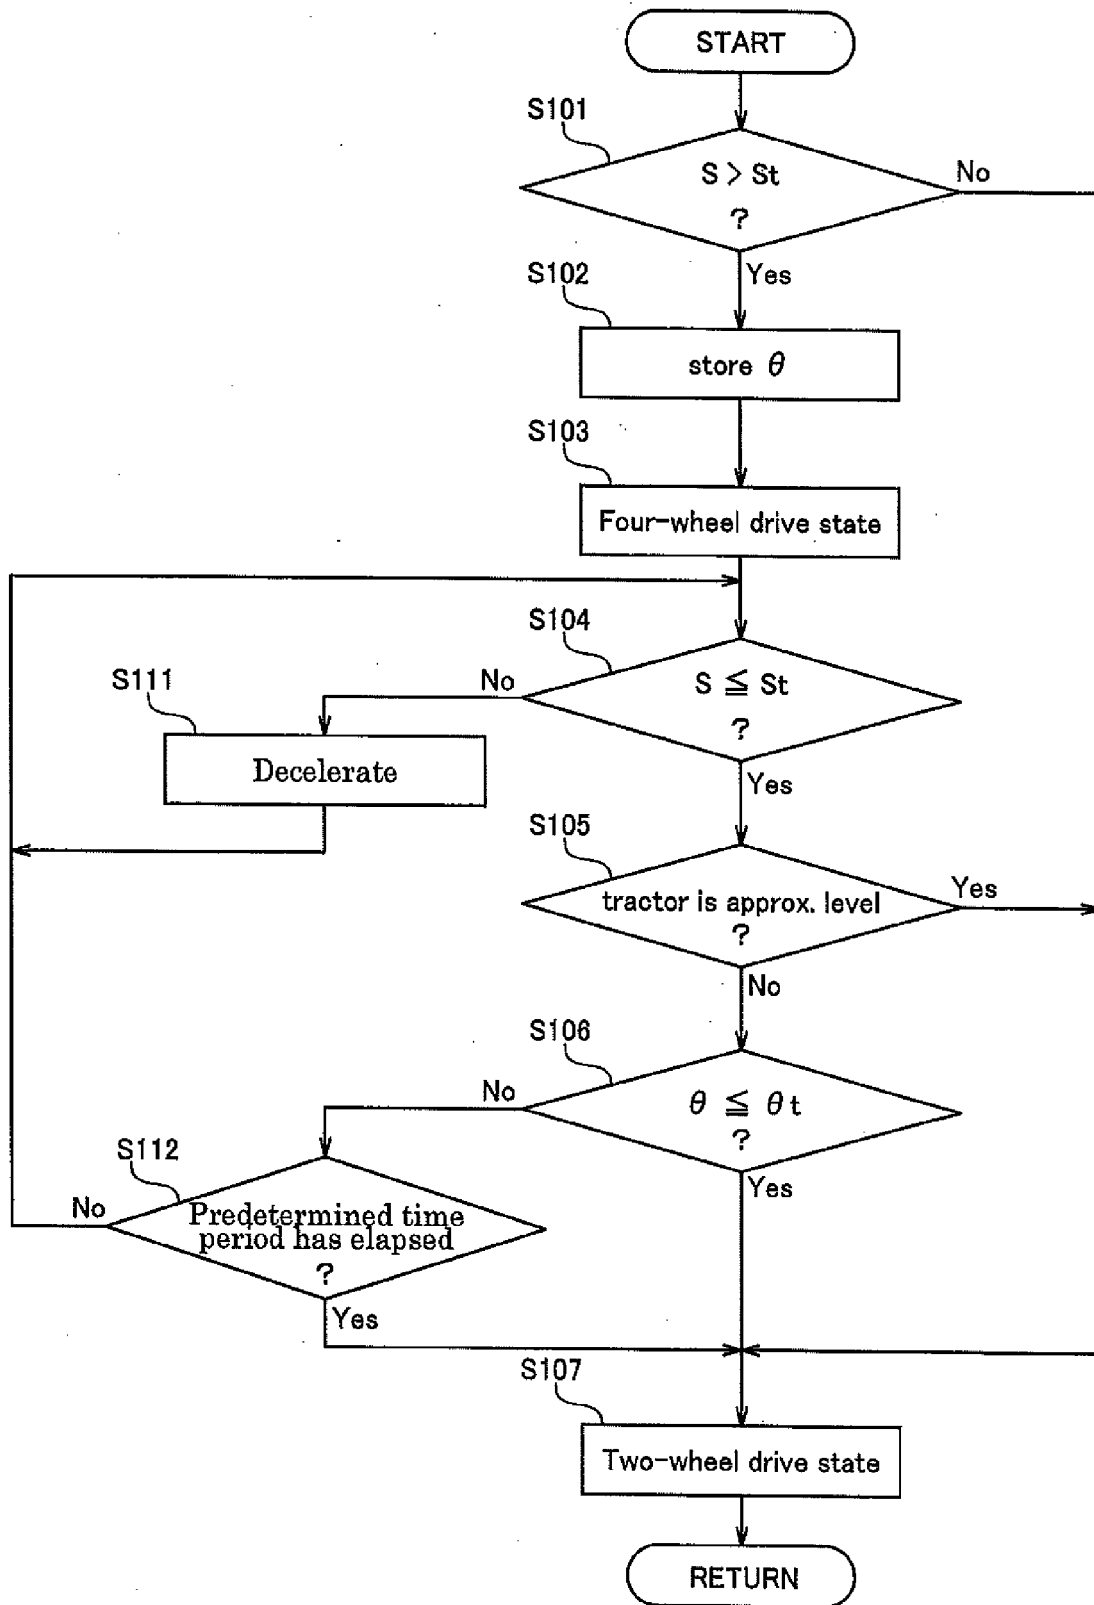 START
S101
S > St
?
No
Yes
S102
store θ
S103
Four-wheel drive state
S104
S ≦ St
?
No
Yes
S111
Decelerate
S105
tractor is approx. level
?
Yes
No
S106
θ ≦ θt
?
No
Yes
S112
Predetermined time
period has elapsed
?
No
Yes
S107
Two-wheel drive state
RETURN